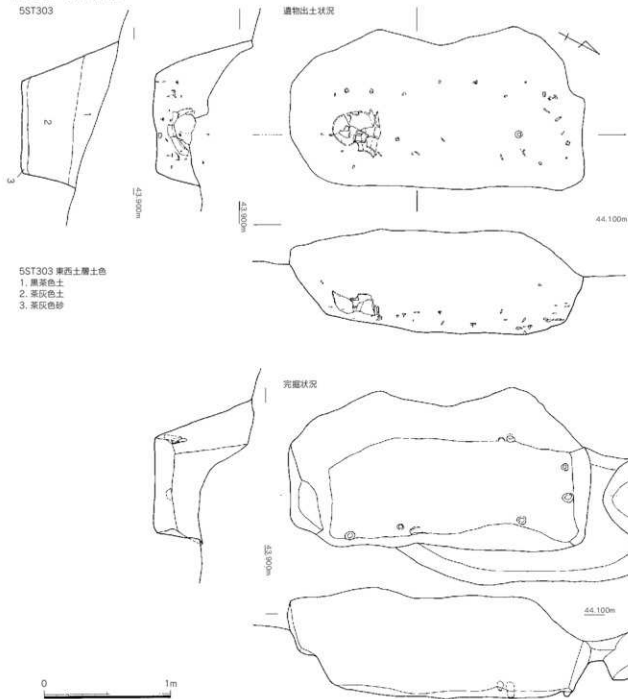 5ST303
遺物出土状況
1
2
3
43.900m
43.900m
44.100m
5ST303 東西土層土色
1. 黒茶色土
2. 茶灰色土
3. 茶灰色砂
完掘状況
43.900m
44.100m
0
1m